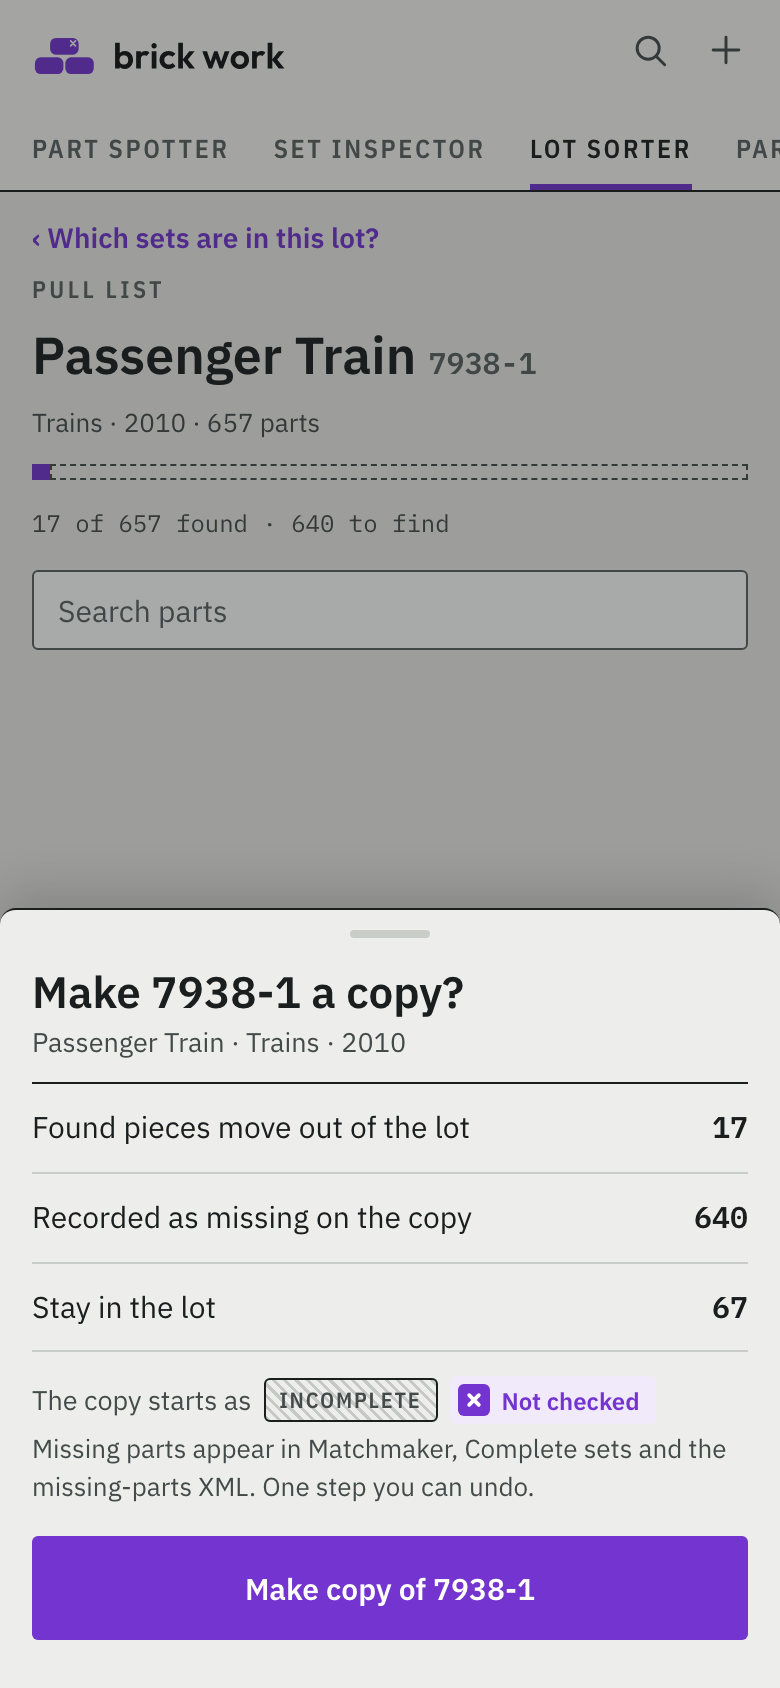 brick work
PART SPOTTER SET INSPECTOR LOT SORTER PAR
‹ Which sets are in this lot?
PULL LIST
Passenger Train 7938-1
Trains · 2010 · 657 parts
17 of 657 found · 640 to find
Search parts
Make 7938-1 a copy?
Passenger Train · Trains · 2010
Found pieces move out of the lot 17
Recorded as missing on the copy 640
Stay in the lot 67
The copy starts as INCOMPLETE Not checked
Missing parts appear in Matchmaker, Complete sets and the
missing-parts XML. One step you can undo.
Make copy of 7938-1